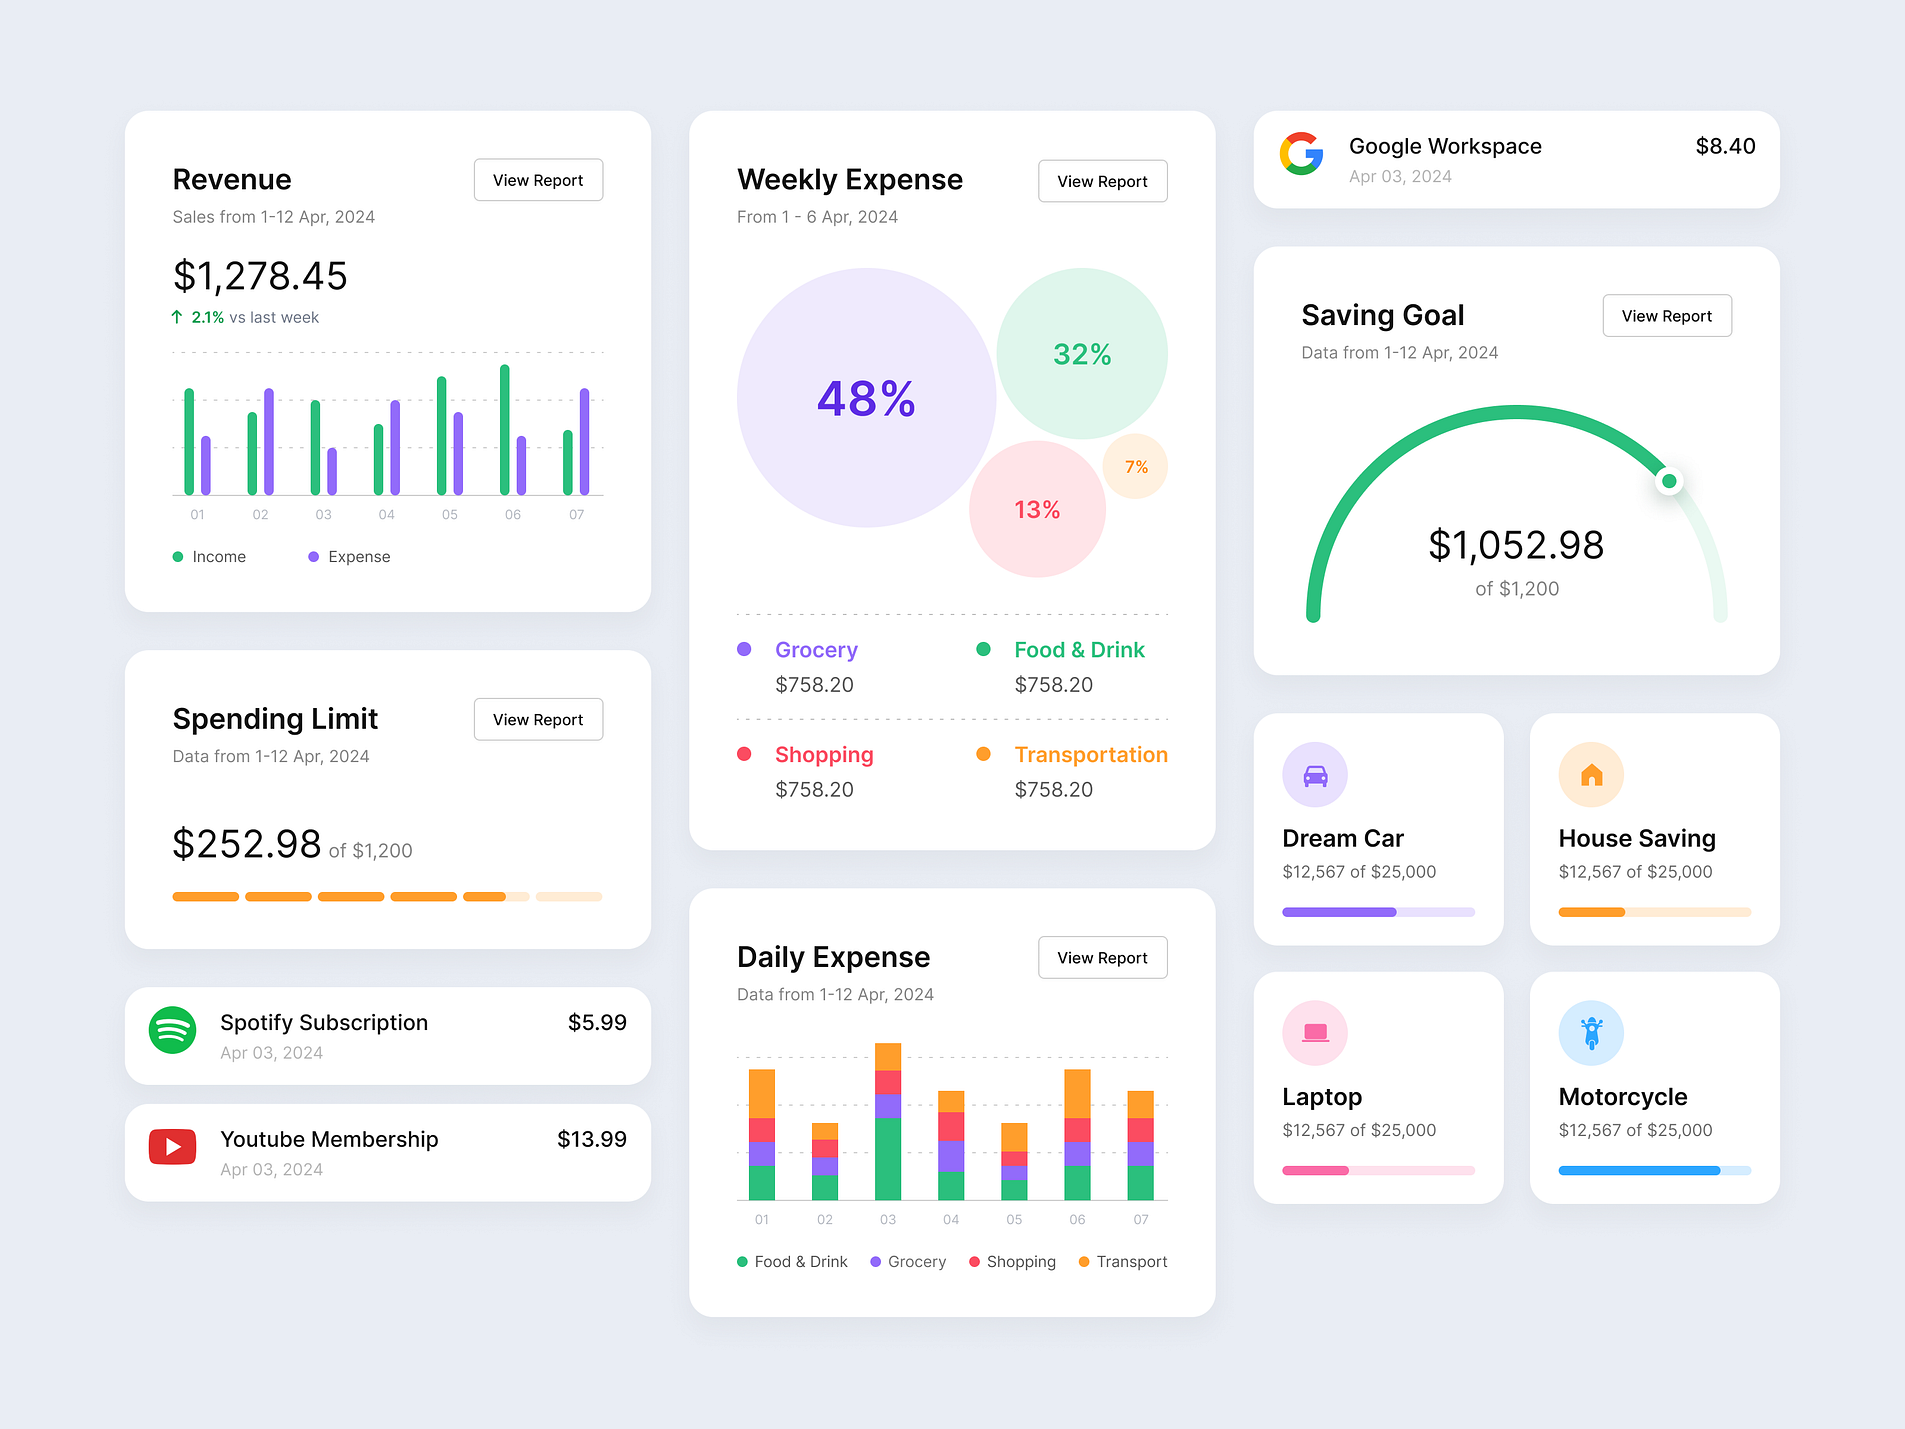 Revenue
View Report
Sales from 1-12 Apr, 2024
$1,278.45
2.1% vs last week
01 02 03 04 05 06 07
Income Expense
Spending Limit
View Report
Data from 1-12 Apr, 2024
$252.98 of $1,200
Spotify Subscription $5.99
Apr 03, 2024
Youtube Membership $13.99
Apr 03, 2024
Weekly Expense
View Report
From 1 - 6 Apr, 2024
48%
32%
7%
13%
Grocery Food & Drink
$758.20 $758.20
Shopping Transportation
$758.20 $758.20
Daily Expense
View Report
Data from 1-12 Apr, 2024
01 02 03 04 05 06 07
Food & Drink Grocery Shopping Transport
Google Workspace $8.40
Apr 03, 2024
Saving Goal
View Report
Data from 1-12 Apr, 2024
$1,052.98
of $1,200
Dream Car
$12,567 of $25,000
House Saving
$12,567 of $25,000
Laptop
$12,567 of $25,000
Motorcycle
$12,567 of $25,000